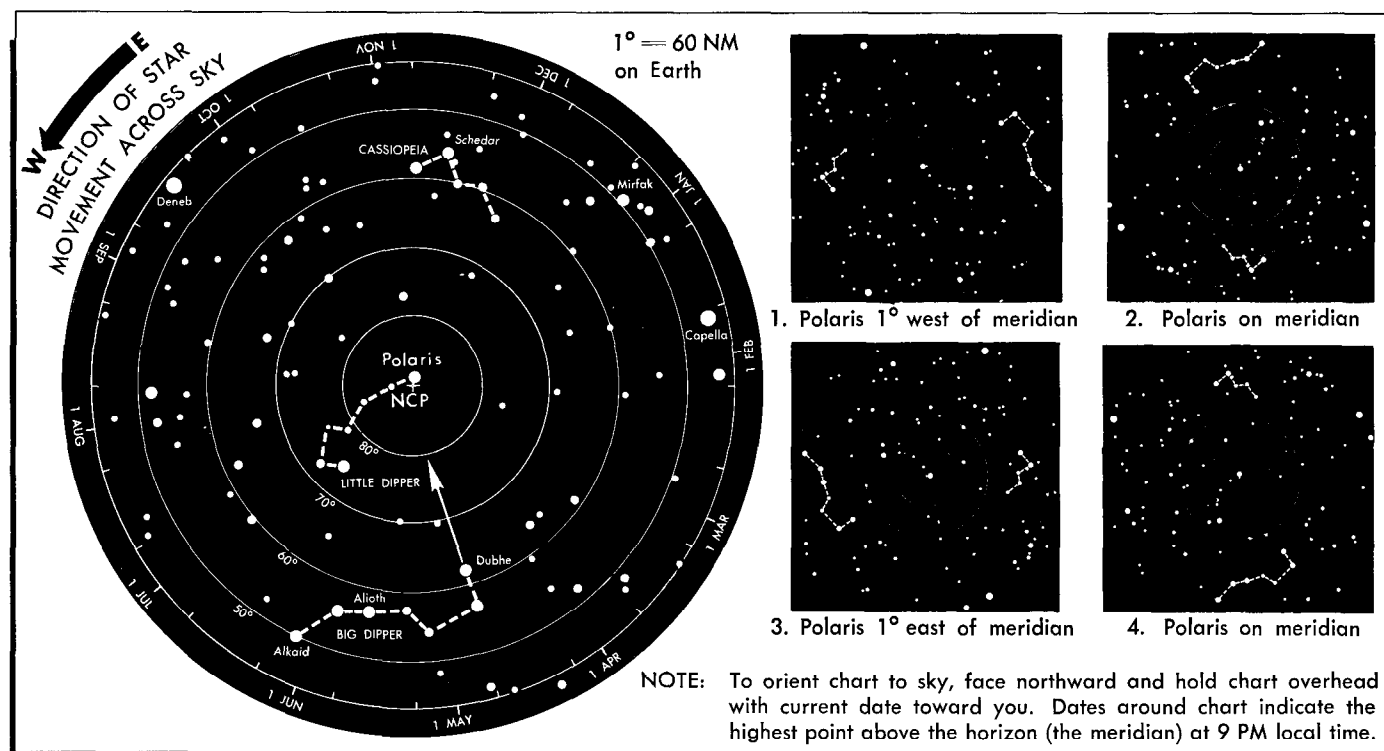 E
W
DIRECTION OF STAR
MOVEMENT ACROSS SKY
1° = 60 NM
on Earth
1 NOV
1 DEC
1 JAN
1 FEB
1 MAR
1 APR
1 MAY
1 JUN
1 JUL
1 AUG
1 SEP
1 OCT
CASSIOPEIA
Schedar
Mirfak
Deneb
Capella
Polaris
NCP
80°
LITTLE DIPPER
70°
60°
50°
Dubhe
Alioth
BIG DIPPER
Alkaid
1. Polaris 1° west of meridian
2. Polaris on meridian
3. Polaris 1° east of meridian
4. Polaris on meridian
NOTE: To orient chart to sky, face northward and hold chart overhead
with current date toward you. Dates around chart indicate the
highest point above the horizon (the meridian) at 9 PM local time.